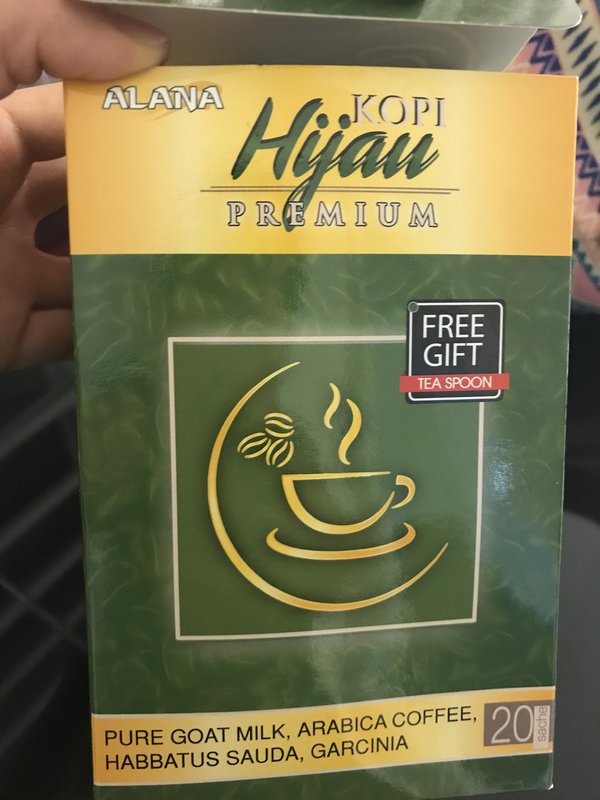 ALANA
KOPI
Hijau
PREMIUM
FREE
GIFT
TEA SPOON
PURE GOAT MILK, ARABICA COFFEE,
HABBATUS SAUDA, GARCINIA
20
sache